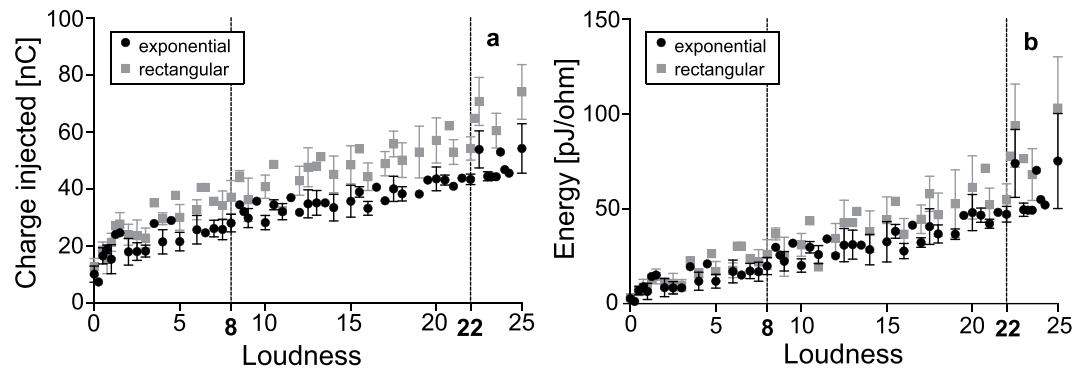 100
80
60
40
20
0
Charge injected [nC]
exponential
rectangular
a
0 5 8 10 15 20 22 25
Loudness
150
100
50
0
Energy [pJ/ohm]
exponential
rectangular
b
0 5 8 10 15 20 22 25
Loudness